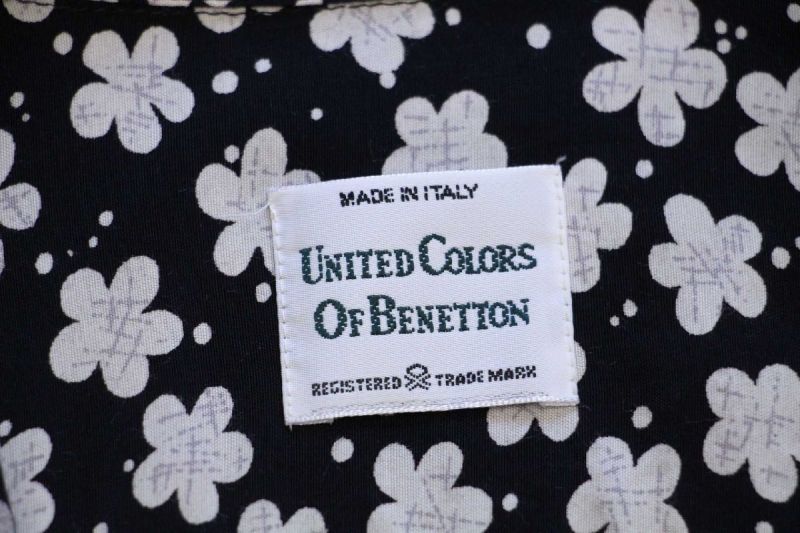 MADE IN ITALY
UNITED COLORS
OF BENETTON
REGISTERED TRADE MARK